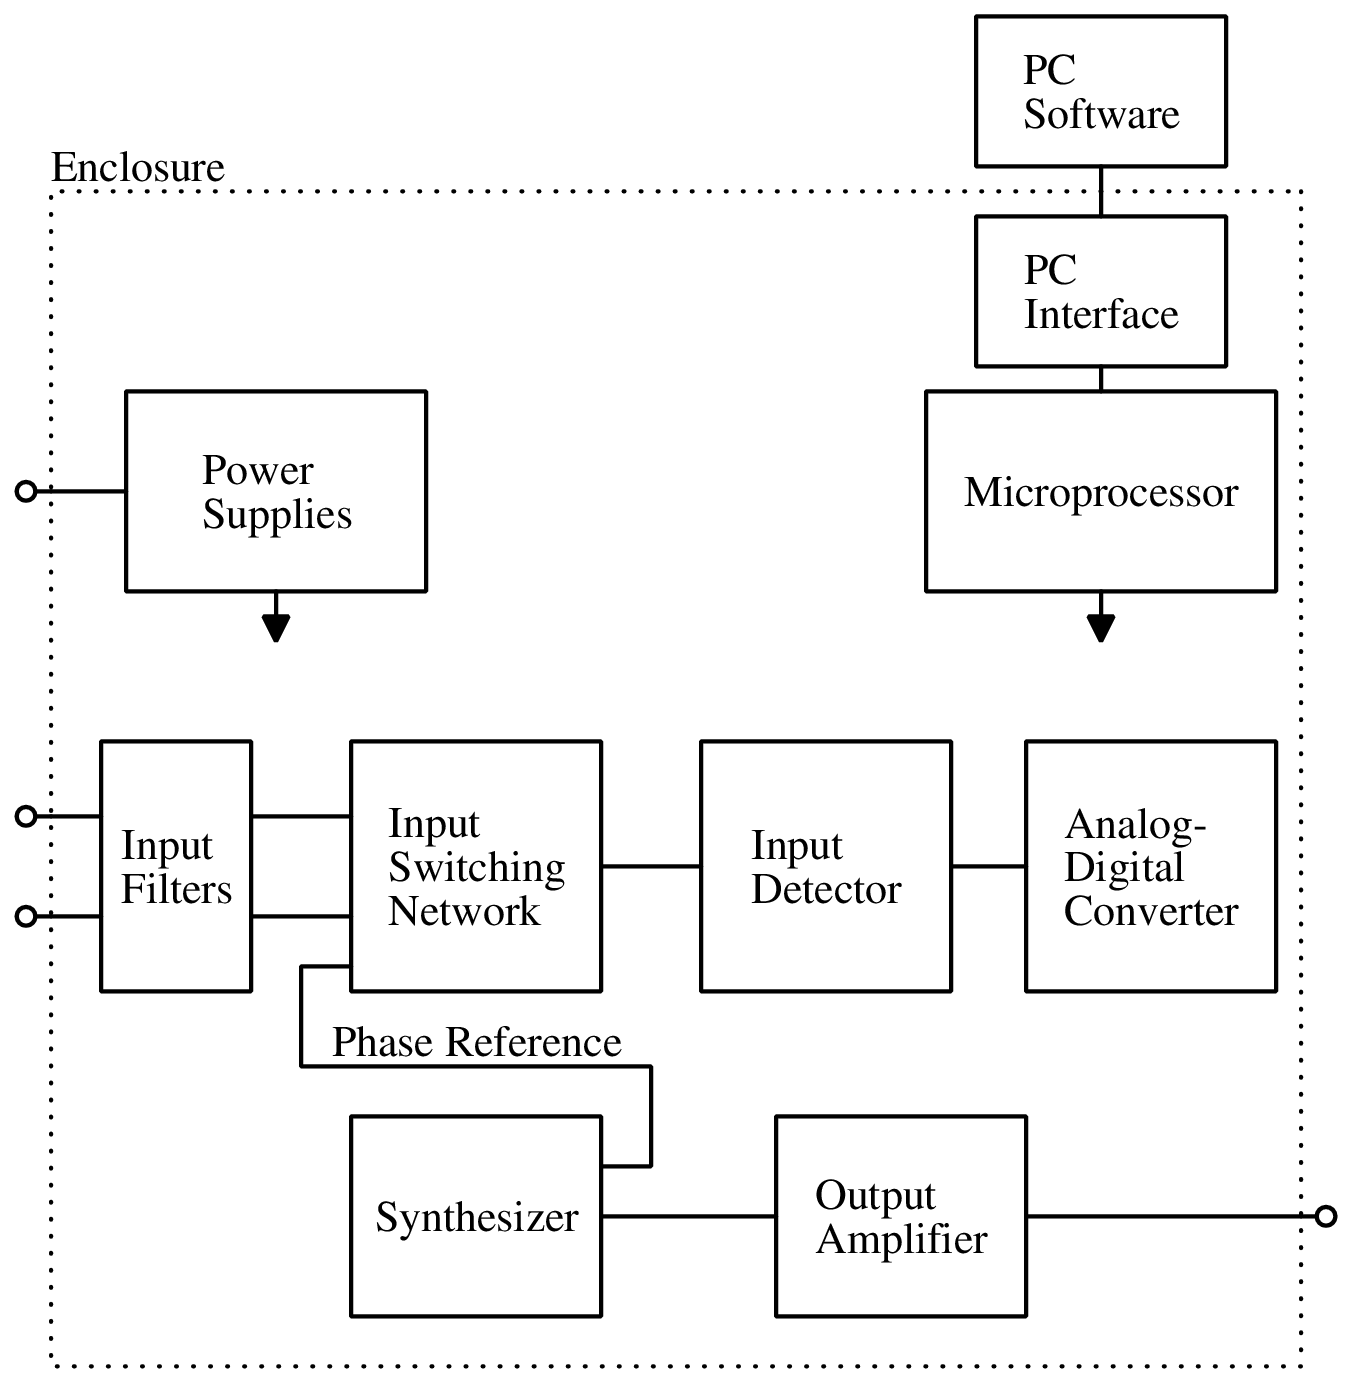 PC
Software
Enclosure
PC
Interface
Power
Supplies
Microprocessor
Input
Filters
Input
Switching
Network
Input
Detector
Analog-
Digital
Converter
Phase Reference
Synthesizer
Output
Amplifier